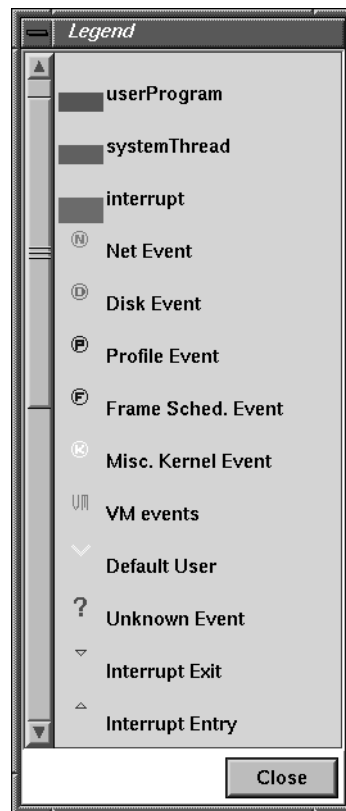 Legend
userProgram
systemThread
interrupt
N Net Event
D Disk Event
P Profile Event
F Frame Sched. Event
K Misc. Kernel Event
VM VM events
Default User
? Unknown Event
Interrupt Exit
Interrupt Entry
Close